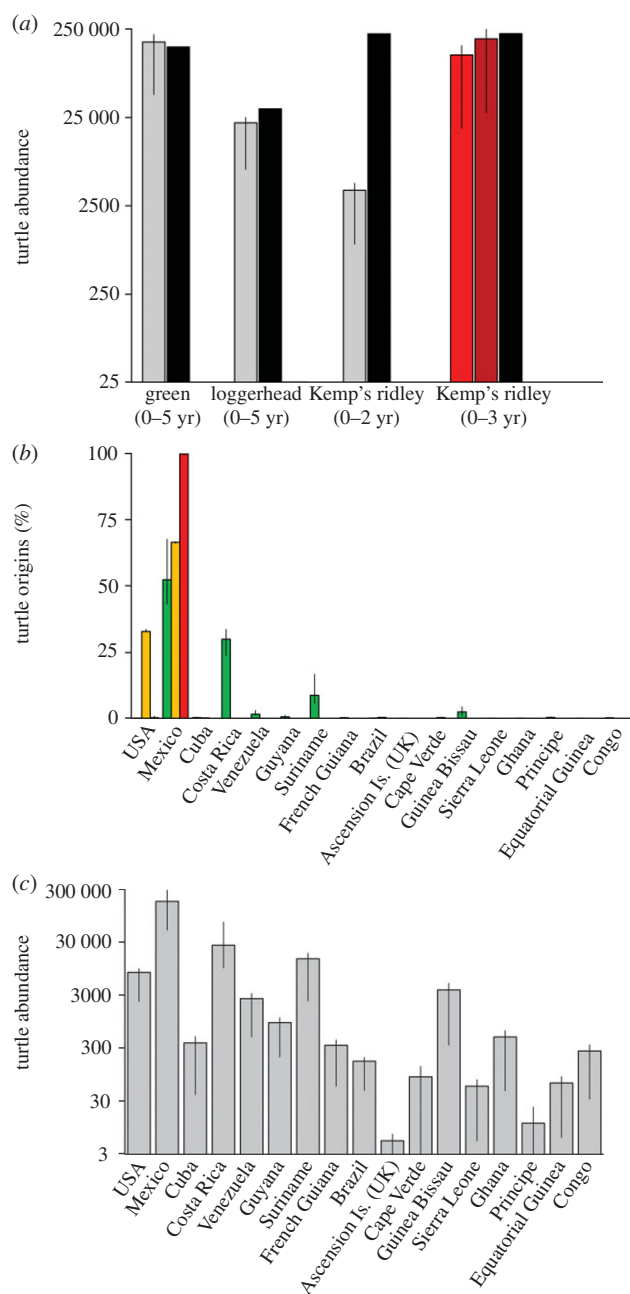 (a)
250 000
25 000
2500
250
25
turtle abundance
green loggerhead Kemp's ridley Kemp's ridley
(0–5 yr) (0–5 yr) (0–2 yr) (0–3 yr)
(b)
100
75
50
25
0
turtle origins (%)
USA
Mexico
Cuba
Costa Rica
Venezuela
Guyana
Suriname
French Guiana
Brazil
Ascension Is. (UK)
Cape Verde
Guinea Bissau
Sierra Leone
Ghana
Principe
Equatorial Guinea
Congo
(c)
300 000
30 000
3000
300
30
3
turtle abundance
USA
Mexico
Cuba
Costa Rica
Venezuela
Guyana
Suriname
French Guiana
Brazil
Ascension Is. (UK)
Cape Verde
Guinea Bissau
Sierra Leone
Ghana
Principe
Equatorial Guinea
Congo